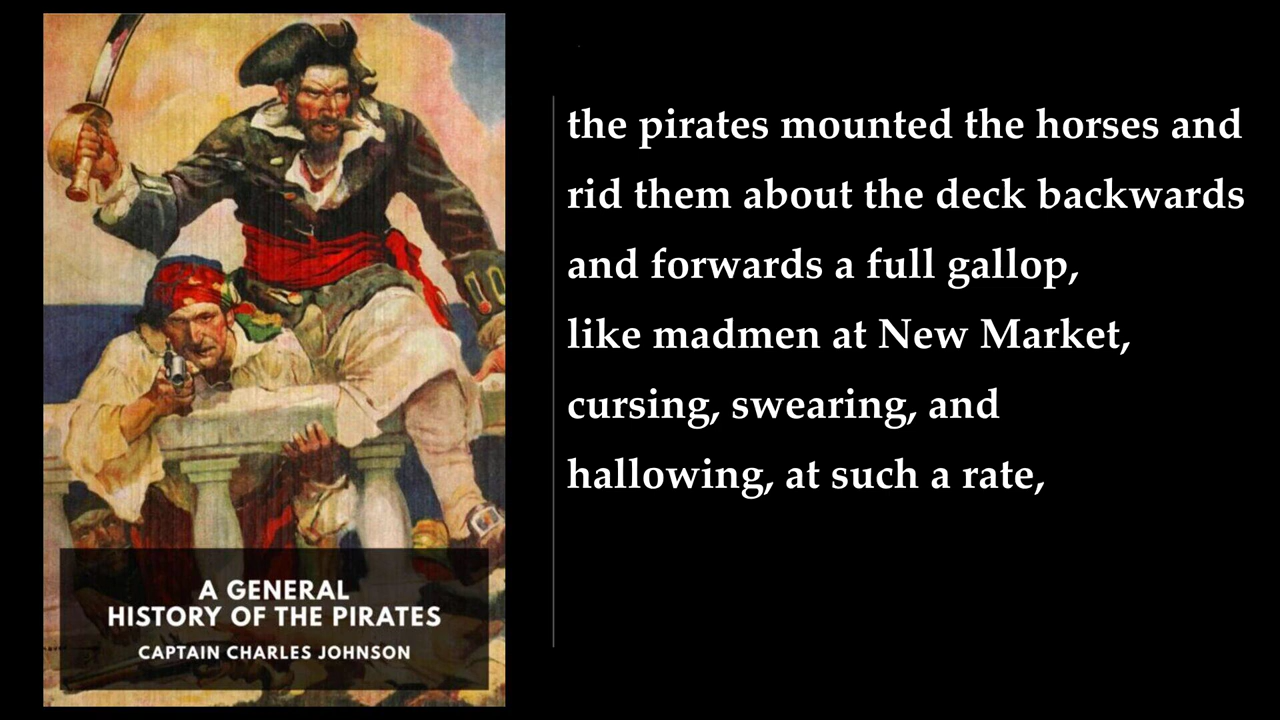 the pirates mounted the horses and
rid them about the deck backwards
and forwards a full gallop,
like madmen at New Market,
cursing, swearing, and
hallowing, at such a rate,
A GENERAL
HISTORY OF THE PIRATES
CAPTAIN CHARLES JOHNSON